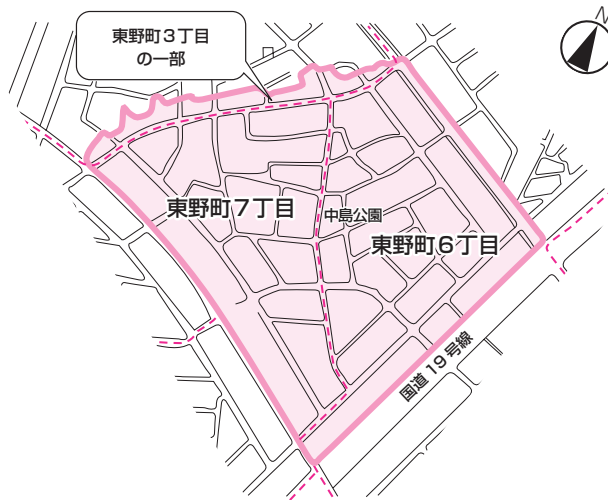 東野町3丁目
の一部
N
東野町7丁目
中島公園
東野町6丁目
国道19号線